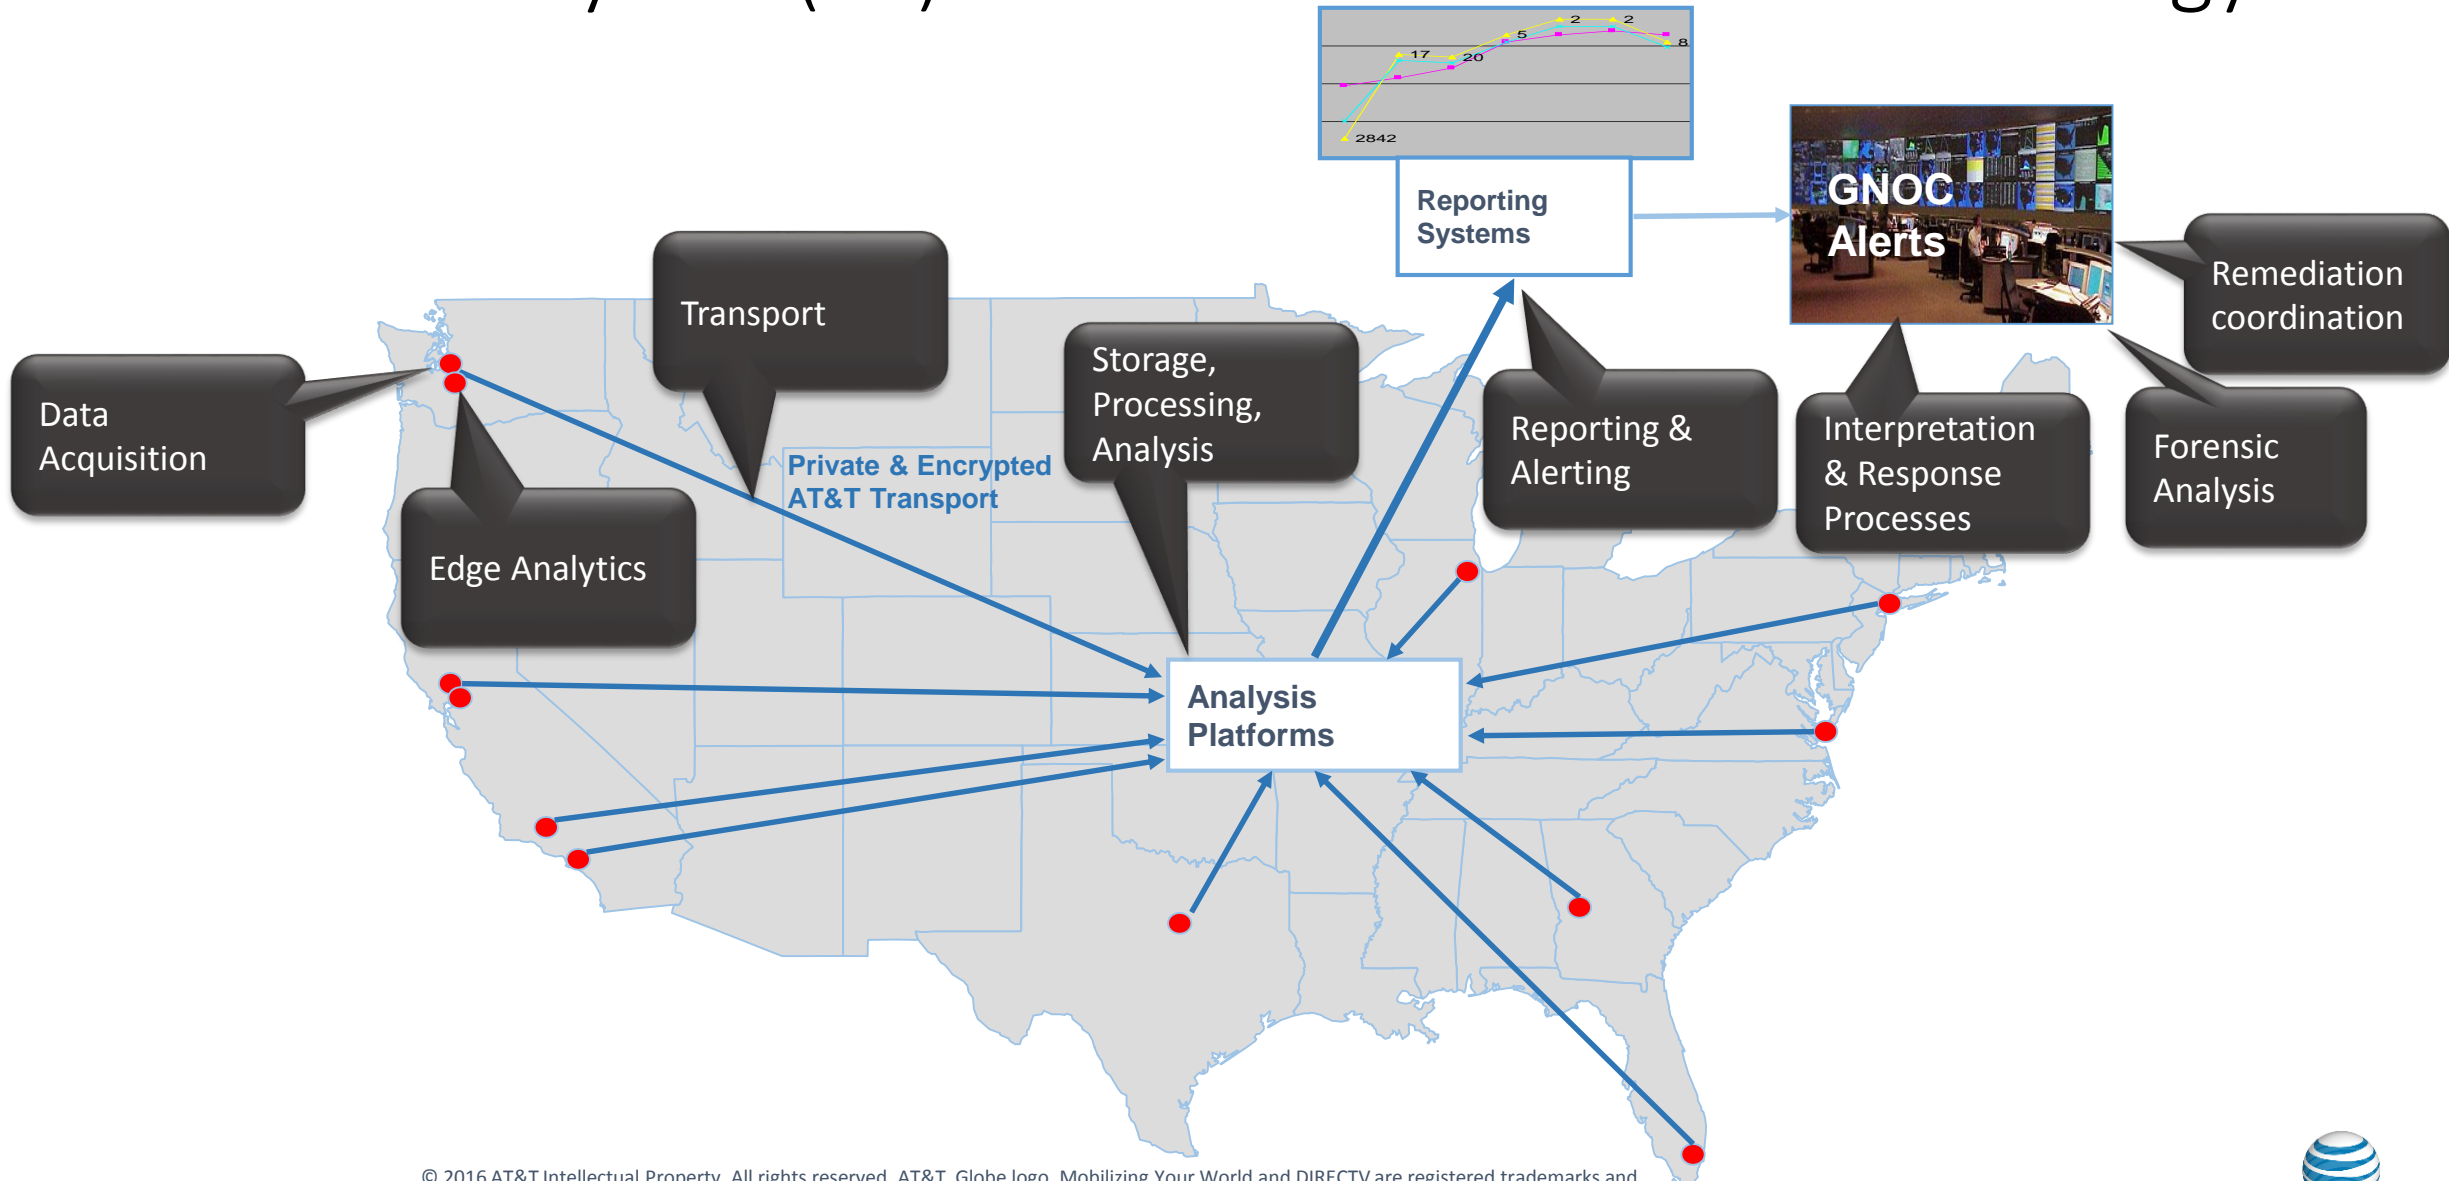 2
2
5
8
17
20
2842
Reporting
Systems
GNOC
Alerts
Remediation
coordination
Transport
Storage,
Processing,
Analysis
Data
Acquisition
Reporting &
Alerting
Interpretation
& Response
Processes
Forensic
Analysis
Private & Encrypted
AT&T Transport
Edge Analytics
Analysis
Platforms
© 2016 AT&T Intellectual Property. All rights reserved. AT&T, Globe logo, Mobilizing Your World and DIRECTV are registered trademarks and